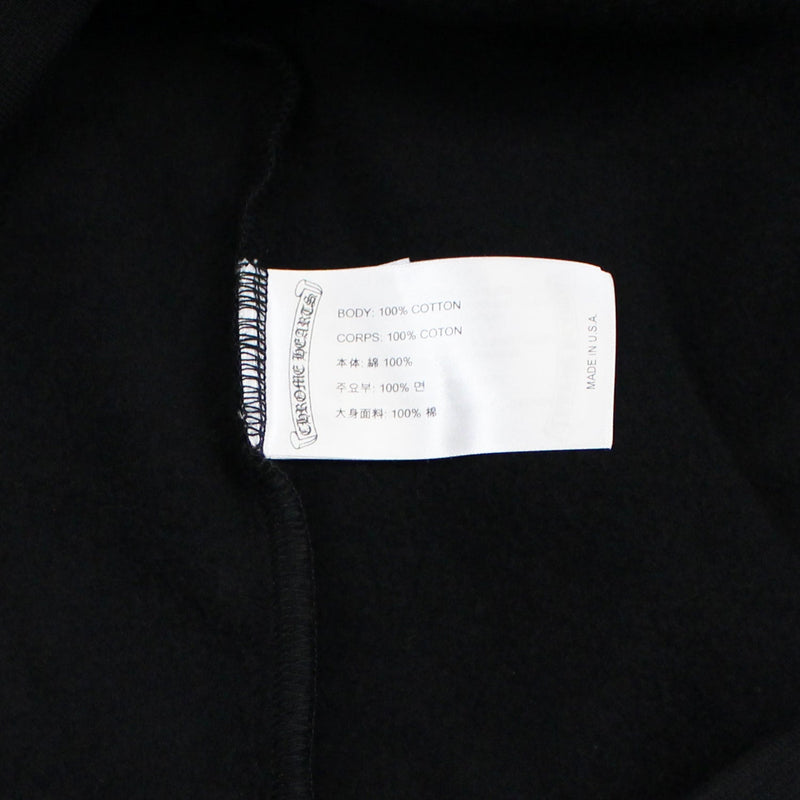 CHROME HEARTS
BODY: 100% COTTON
CORPS: 100% COTON
本体: 綿 100%
주요부: 100% 면
大身面料: 100% 棉
MADE IN U.S.A.